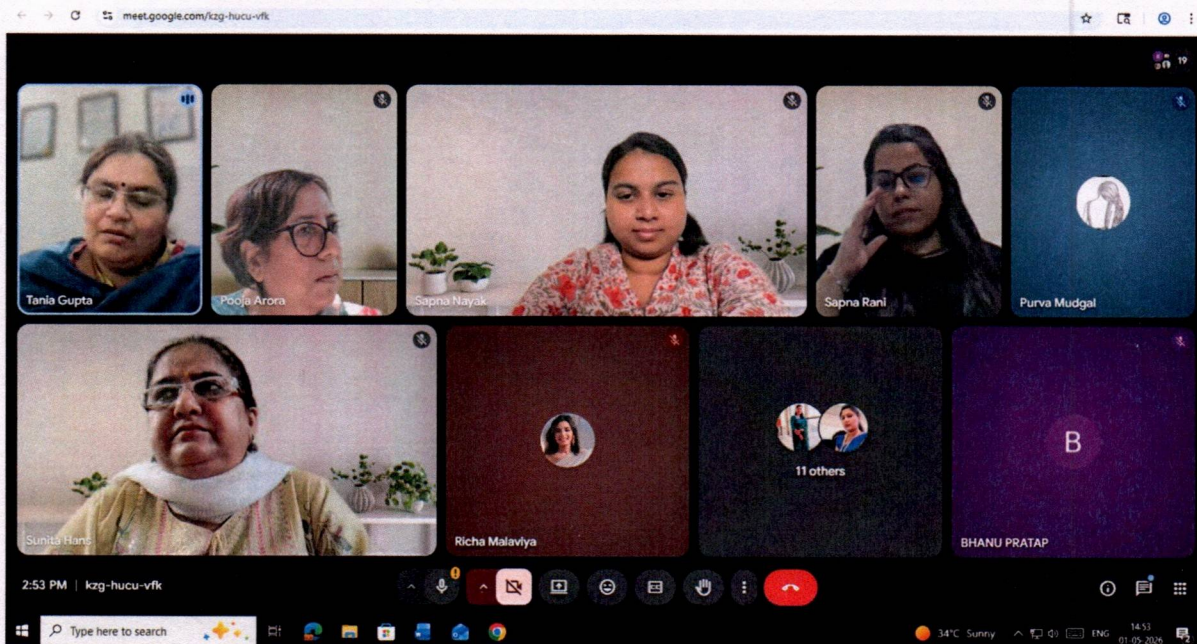 meet.google.com/kzg-hucu-vfk
19
Tania Gupta
Pooja Arora
Sapna Nayak
Sapna Rani
Purva Mudgal
Sunita Hans
Richa Malaviya
11 others
B
BHANU PRATAP
2:53 PM | kzg-hucu-vfk
Type here to search
34°C Sunny
ENG
14:53
01-05-2026